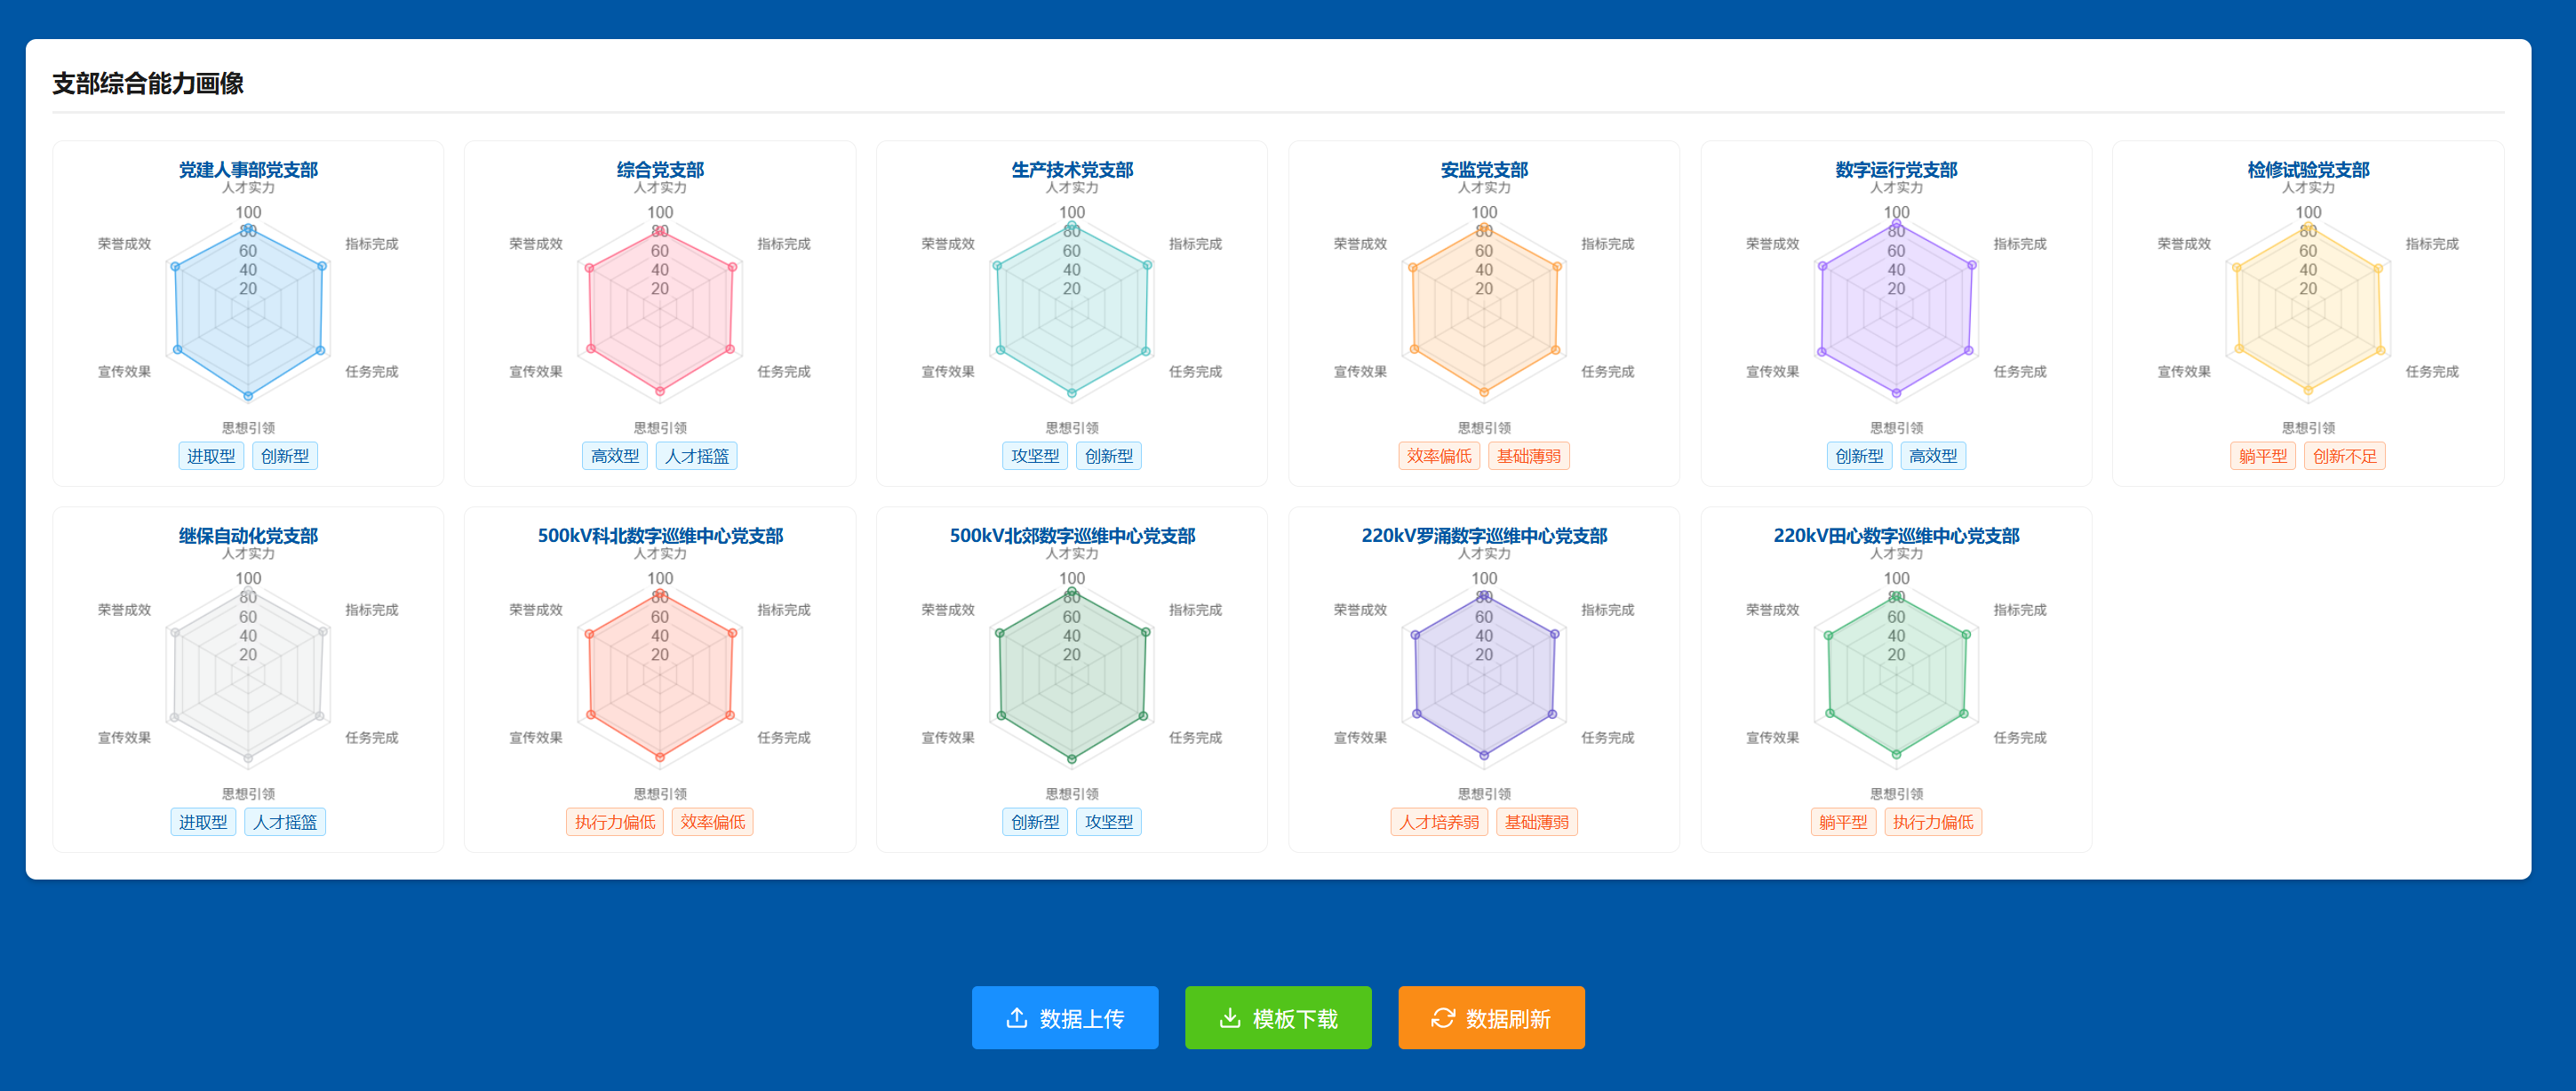 支部综合能力画像
党建人事部党支部
人才实力
100
80
60
40
20
荣誉成效
指标完成
宣传效果
任务完成
思想引领
进取型 创新型
综合党支部
人才实力
100
80
60
40
20
荣誉成效
指标完成
宣传效果
任务完成
思想引领
高效型 人才摇篮
生产技术党支部
人才实力
100
80
60
40
20
荣誉成效
指标完成
宣传效果
任务完成
思想引领
攻坚型 创新型
安监党支部
人才实力
100
80
60
40
20
荣誉成效
指标完成
宣传效果
任务完成
思想引领
效率偏低 基础薄弱
数字运行党支部
人才实力
100
80
60
40
20
荣誉成效
指标完成
宣传效果
任务完成
思想引领
创新型 高效型
检修试验党支部
人才实力
100
80
60
40
20
荣誉成效
指标完成
宣传效果
任务完成
思想引领
躺平型 创新不足
继保自动化党支部
人才实力
100
80
60
40
20
荣誉成效
指标完成
宣传效果
任务完成
思想引领
进取型 人才摇篮
500kV科北数字巡维中心党支部
人才实力
100
80
60
40
20
荣誉成效
指标完成
宣传效果
任务完成
思想引领
执行力偏低 效率偏低
500kV北郊数字巡维中心党支部
人才实力
100
80
60
40
20
荣誉成效
指标完成
宣传效果
任务完成
思想引领
创新型 攻坚型
220kV罗涌数字巡维中心党支部
人才实力
100
80
60
40
20
荣誉成效
指标完成
宣传效果
任务完成
思想引领
人才培养弱 基础薄弱
220kV田心数字巡维中心党支部
人才实力
100
80
60
40
20
荣誉成效
指标完成
宣传效果
任务完成
思想引领
躺平型 执行力偏低
数据上传 模板下载 数据刷新